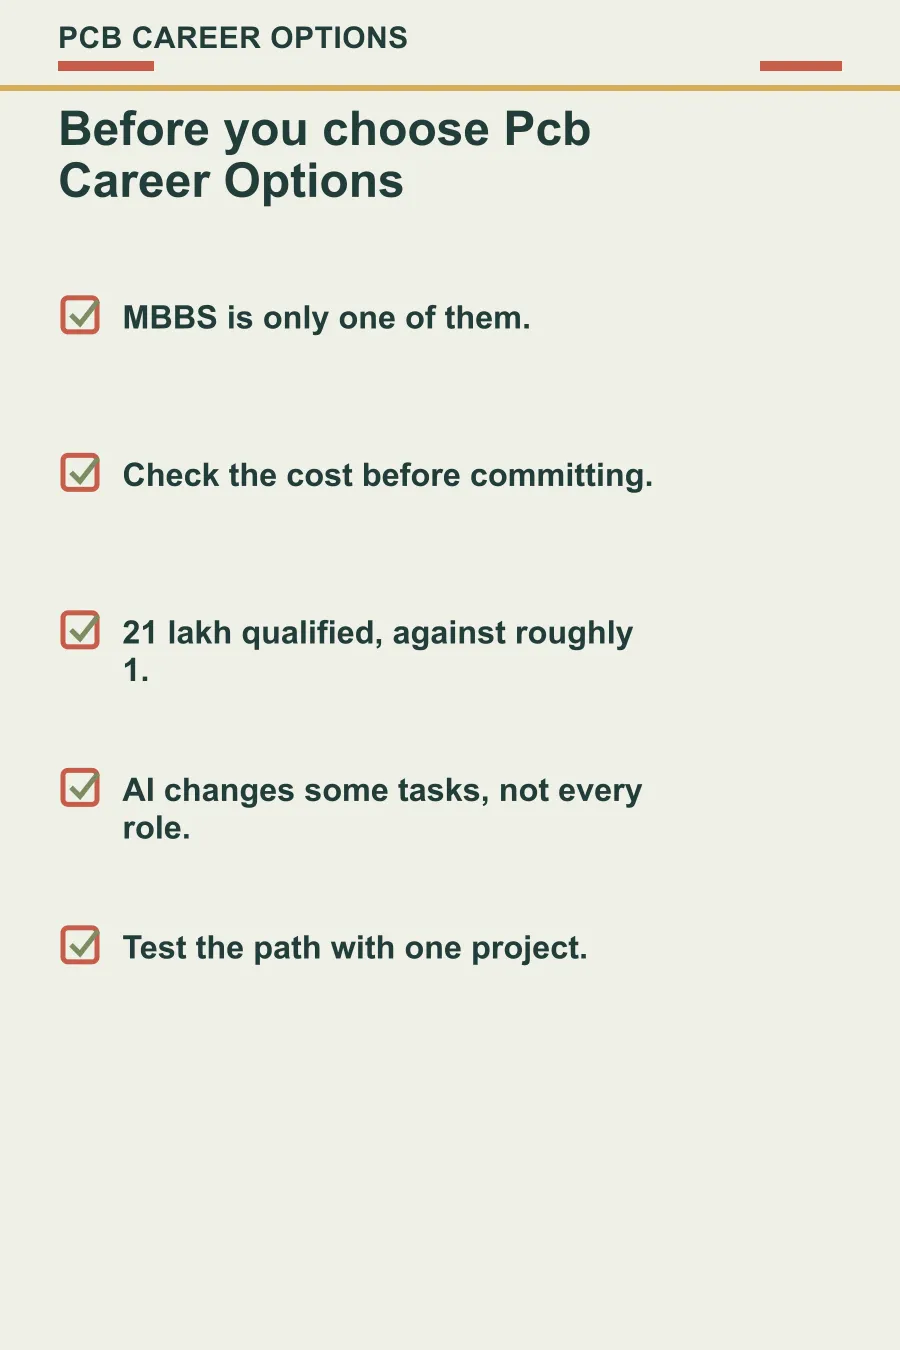 PCB CAREER OPTIONS
Before you choose Pcb
Career Options
MBBS is only one of them.
Check the cost before committing.
21 lakh qualified, against roughly
1.
AI changes some tasks, not every
role.
Test the path with one project.